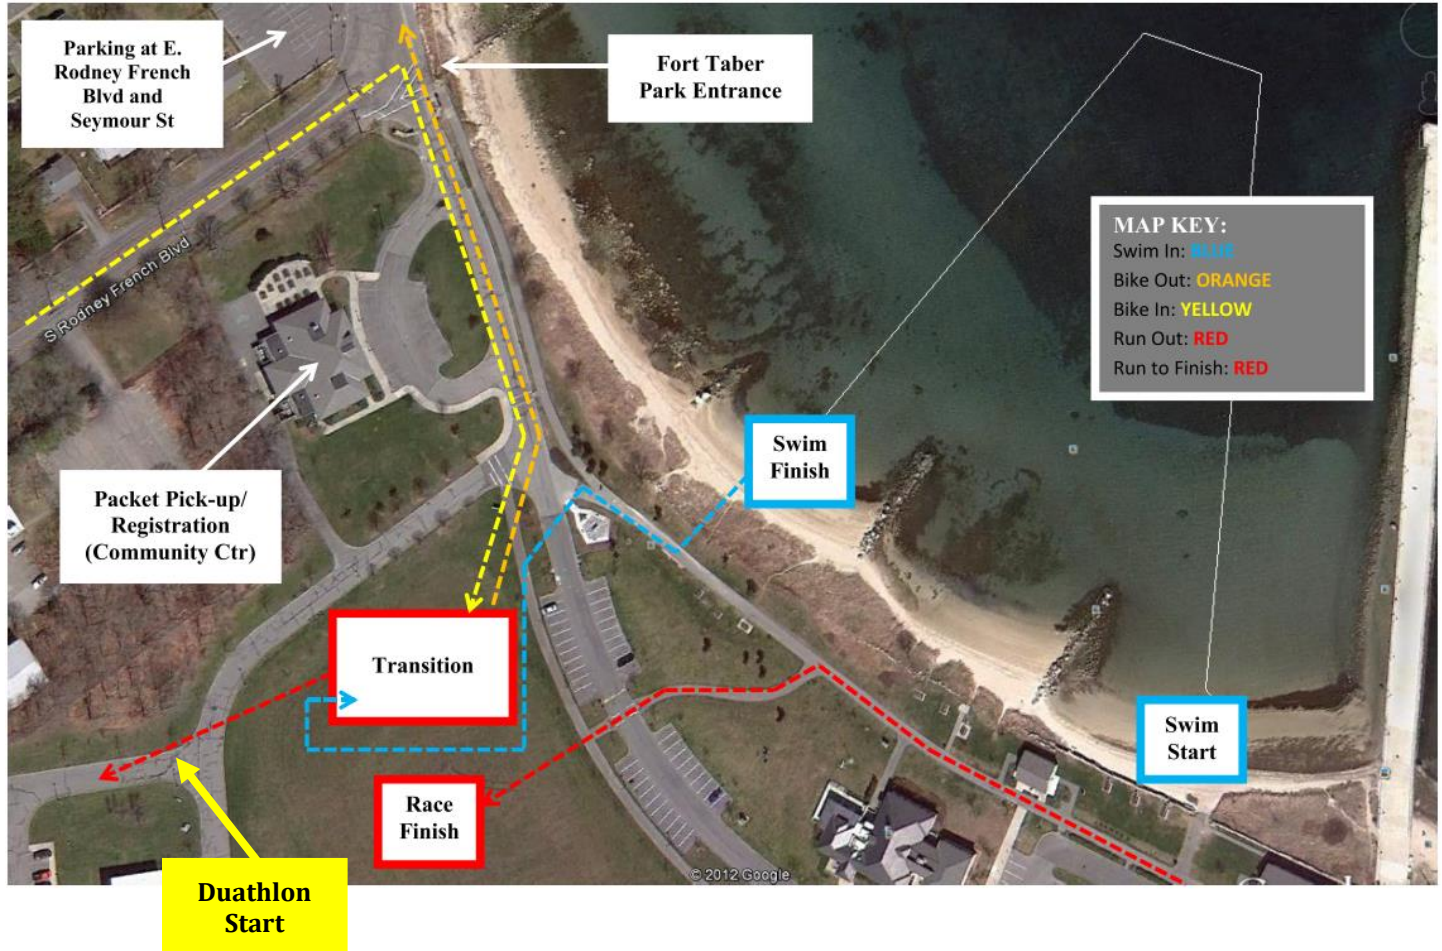 Parking at E.
Rodney French
Blvd and
Seymour St
Fort Taber
Park Entrance
MAP KEY:
Swim In: BLUE
Bike Out: ORANGE
Bike In: YELLOW
Run Out: RED
Run to Finish: RED
S Rodney French Blvd
Swim
Finish
Packet Pick-up/
Registration
(Community Ctr)
Transition
Swim
Start
Race
Finish
© 2012 Google
Duathlon
Start